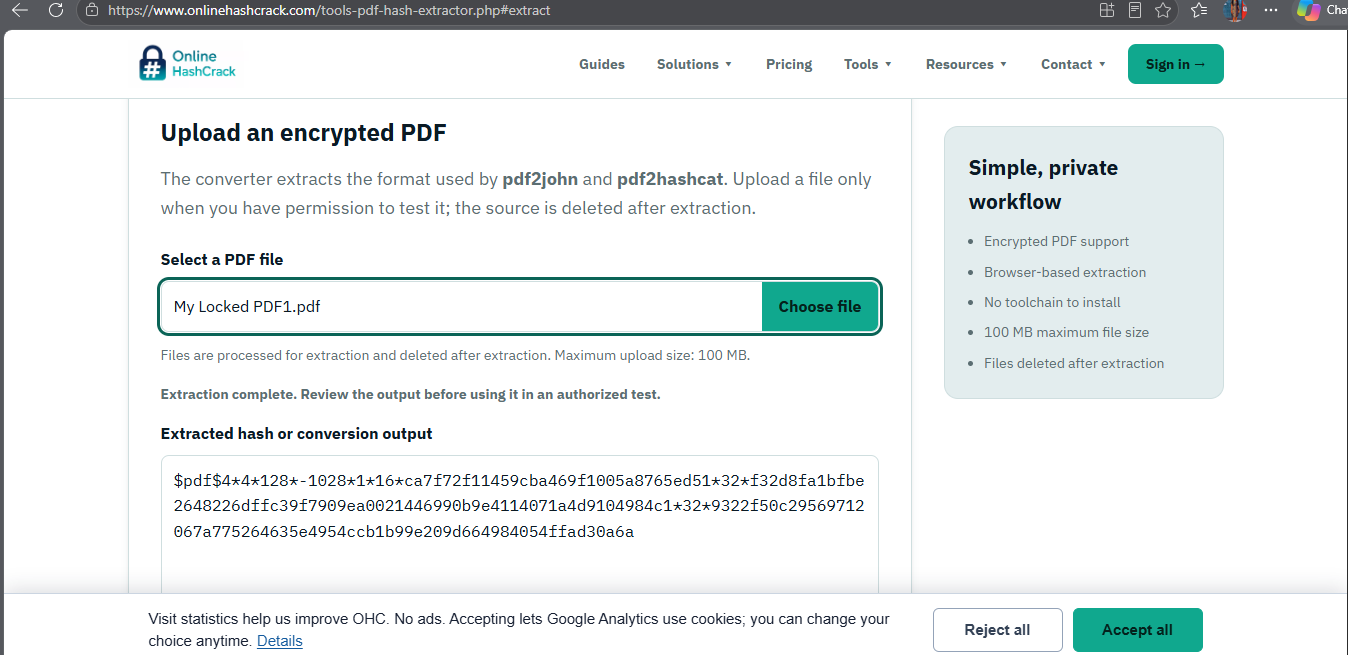 https://www.onlinehashcrack.com/tools-pdf-hash-extractor.php#extract
Cha
Online
HashCrack
#
Guides
Solutions
Pricing
Tools
Resources
Contact
Sign in →
Upload an encrypted PDF
The converter extracts the format used by pdf2john and pdf2hashcat. Upload a file only
when you have permission to test it; the source is deleted after extraction.
Select a PDF file
My Locked PDF1.pdf
Choose file
Files are processed for extraction and deleted after extraction. Maximum upload size: 100 MB.
Extraction complete. Review the output before using it in an authorized test.
Extracted hash or conversion output
$pdf$4*4*128*-1028*1*16*ca7f72f11459cba469f1005a8765ed51*32*f32d8fa1bfbe
2648226dffc39f7909ea0021446990b9e4114071a4d9104984c1*32*9322f50c29569712
067a775264635e4954ccb1b99e209d664984054ffad30a6a
Simple, private
workflow
• Encrypted PDF support
• Browser-based extraction
• No toolchain to install
• 100 MB maximum file size
• Files deleted after extraction
Visit statistics help us improve OHC. No ads. Accepting lets Google Analytics use cookies; you can change your
choice anytime. Details
Reject all
Accept all